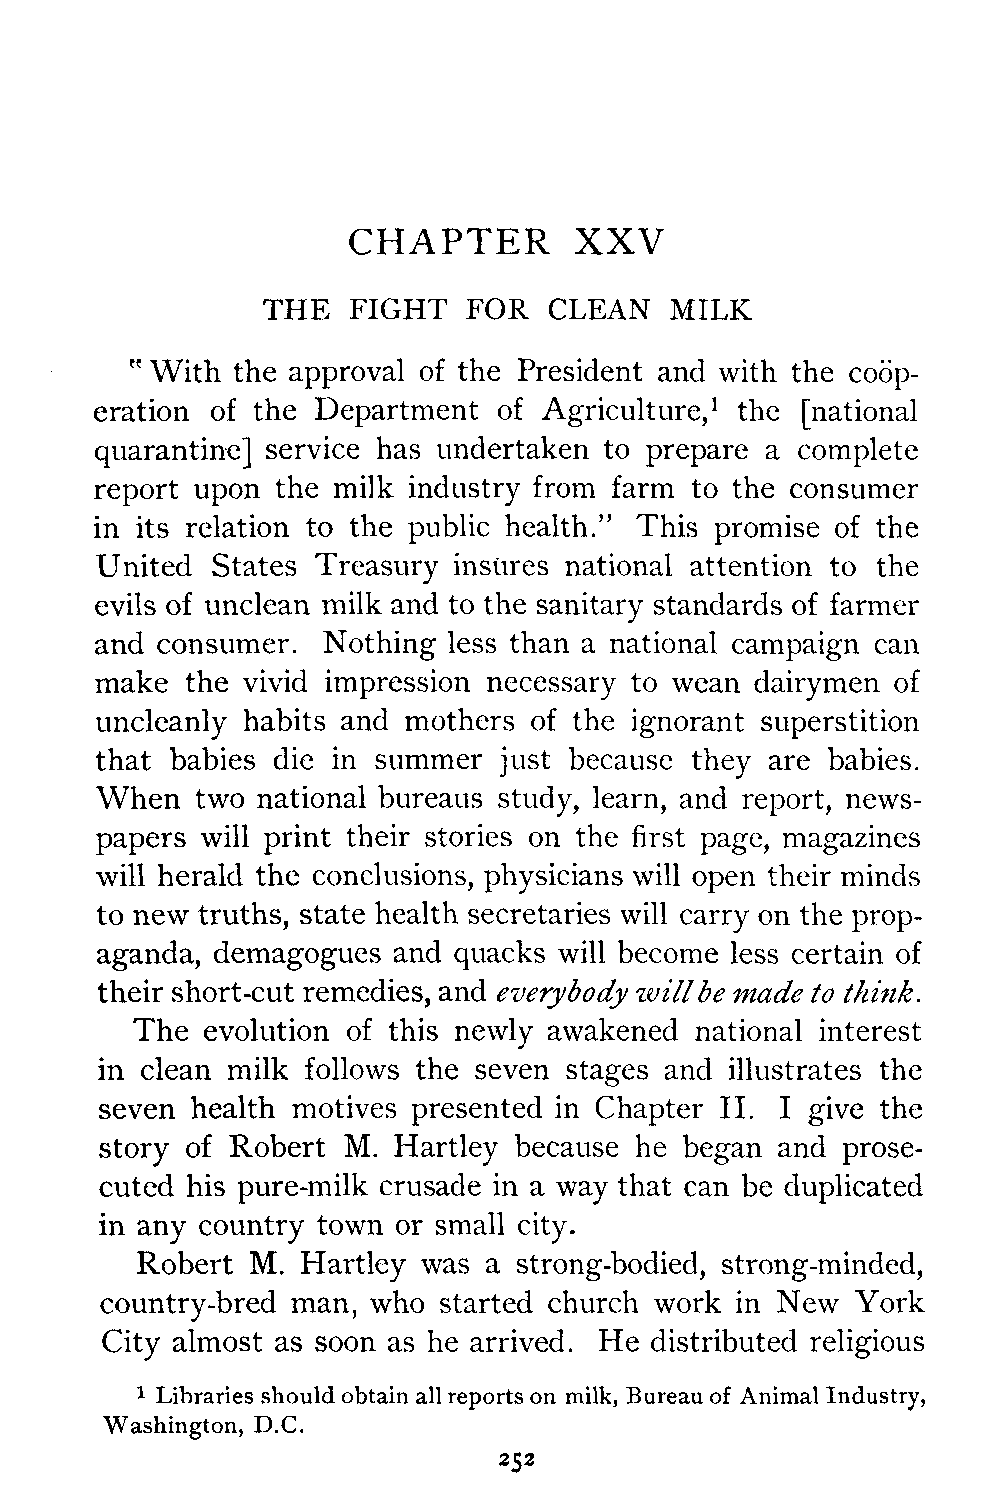 CHAPTER XXV
THE FIGHT FOR CLEAN MILK
"With the approval of the President and with the coöp-
eration of the Department of Agriculture,¹ the [national
quarantine] service has undertaken to prepare a complete
report upon the milk industry from farm to the consumer
in its relation to the public health." This promise of the
United States Treasury insures national attention to the
evils of unclean milk and to the sanitary standards of farmer
and consumer. Nothing less than a national campaign can
make the vivid impression necessary to wean dairymen of
uncleanly habits and mothers of the ignorant superstition
that babies die in summer just because they are babies.
When two national bureaus study, learn, and report, news-
papers will print their stories on the first page, magazines
will herald the conclusions, physicians will open their minds
to new truths, state health secretaries will carry on the prop-
aganda, demagogues and quacks will become less certain of
their short-cut remedies, and everybody will be made to think.
The evolution of this newly awakened national interest
in clean milk follows the seven stages and illustrates the
seven health motives presented in Chapter II. I give the
story of Robert M. Hartley because he began and prose-
cuted his pure-milk crusade in a way that can be duplicated
in any country town or small city.
Robert M. Hartley was a strong-bodied, strong-minded,
country-bred man, who started church work in New York
City almost as soon as he arrived. He distributed religious
¹ Libraries should obtain all reports on milk, Bureau of Animal Industry,
Washington, D.C.
252